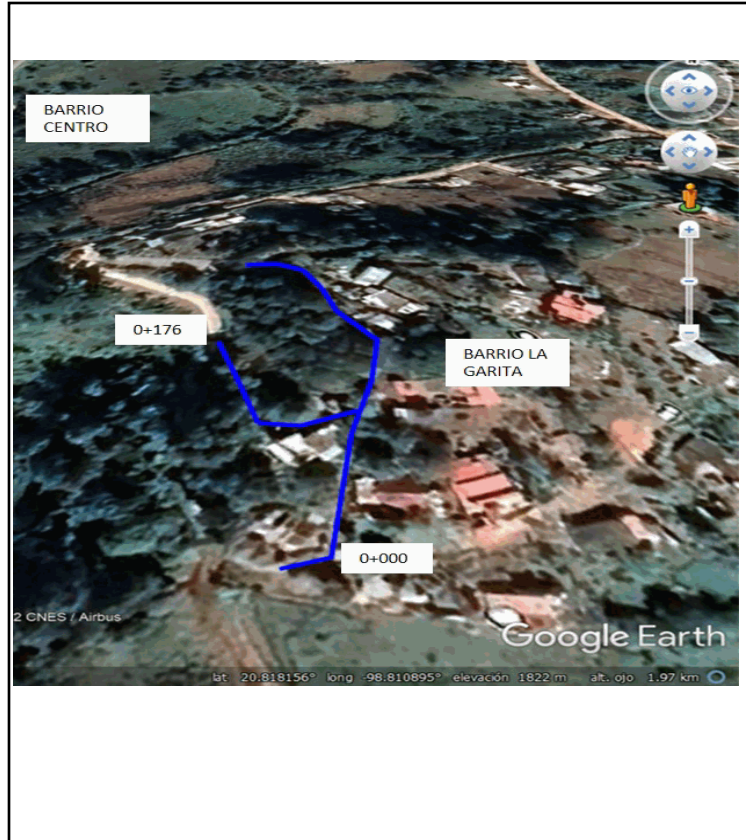 BARRIO
CENTRO
0+176
BARRIO LA
GARITA
0+000
2 CNES / Airbus
Google Earth
lat 20.818156° long -98.810895° elevación 1822 m alt. ojo 1.97 km